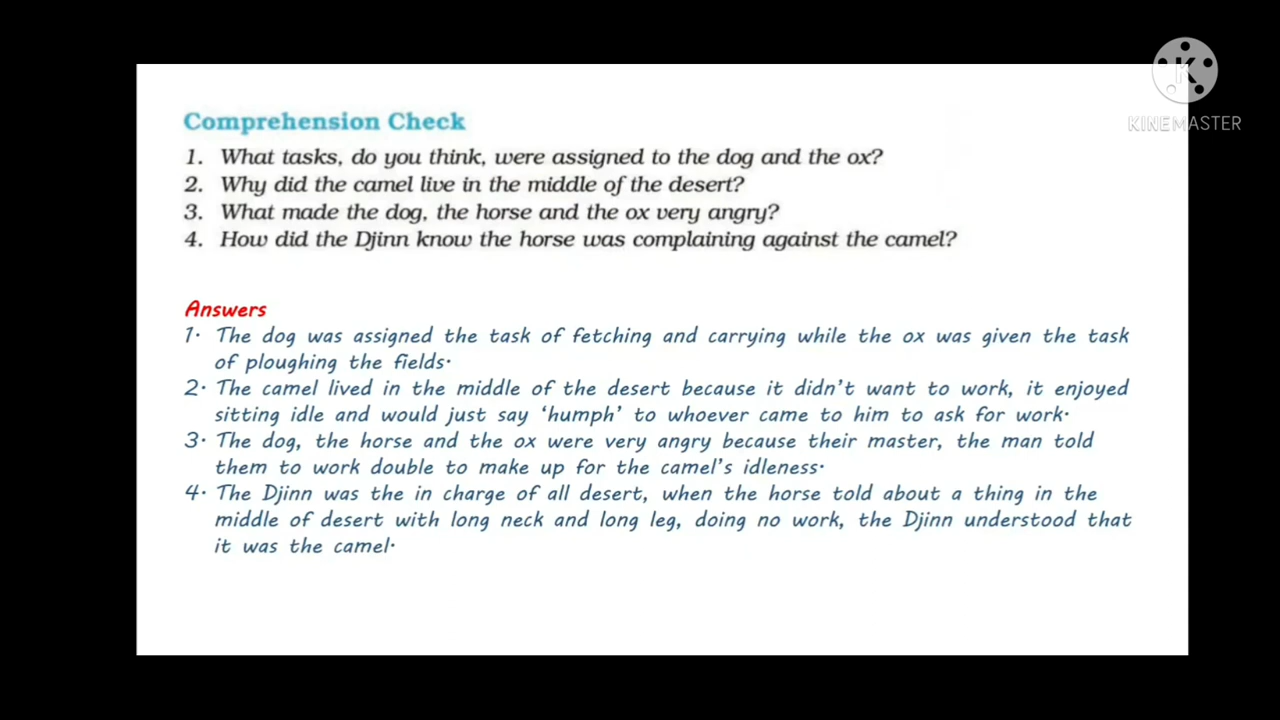 KINEMASTER
Comprehension Check
1. What tasks, do you think, were assigned to the dog and the ox?
2. Why did the camel live in the middle of the desert?
3. What made the dog, the horse and the ox very angry?
4. How did the Djinn know the horse was complaining against the camel?
Answers
1. The dog was assigned the task of fetching and carrying while the ox was given the task
of ploughing the fields.
2. The camel lived in the middle of the desert because it didn't want to work, it enjoyed
sitting idle and would just say 'humph' to whoever came to him to ask for work.
3. The dog, the horse and the ox were very angry because their master, the man told
them to work double to make up for the camel's idleness.
4. The Djinn was the in charge of all desert, when the horse told about a thing in the
middle of desert with long neck and long leg, doing no work, the Djinn understood that
it was the camel.